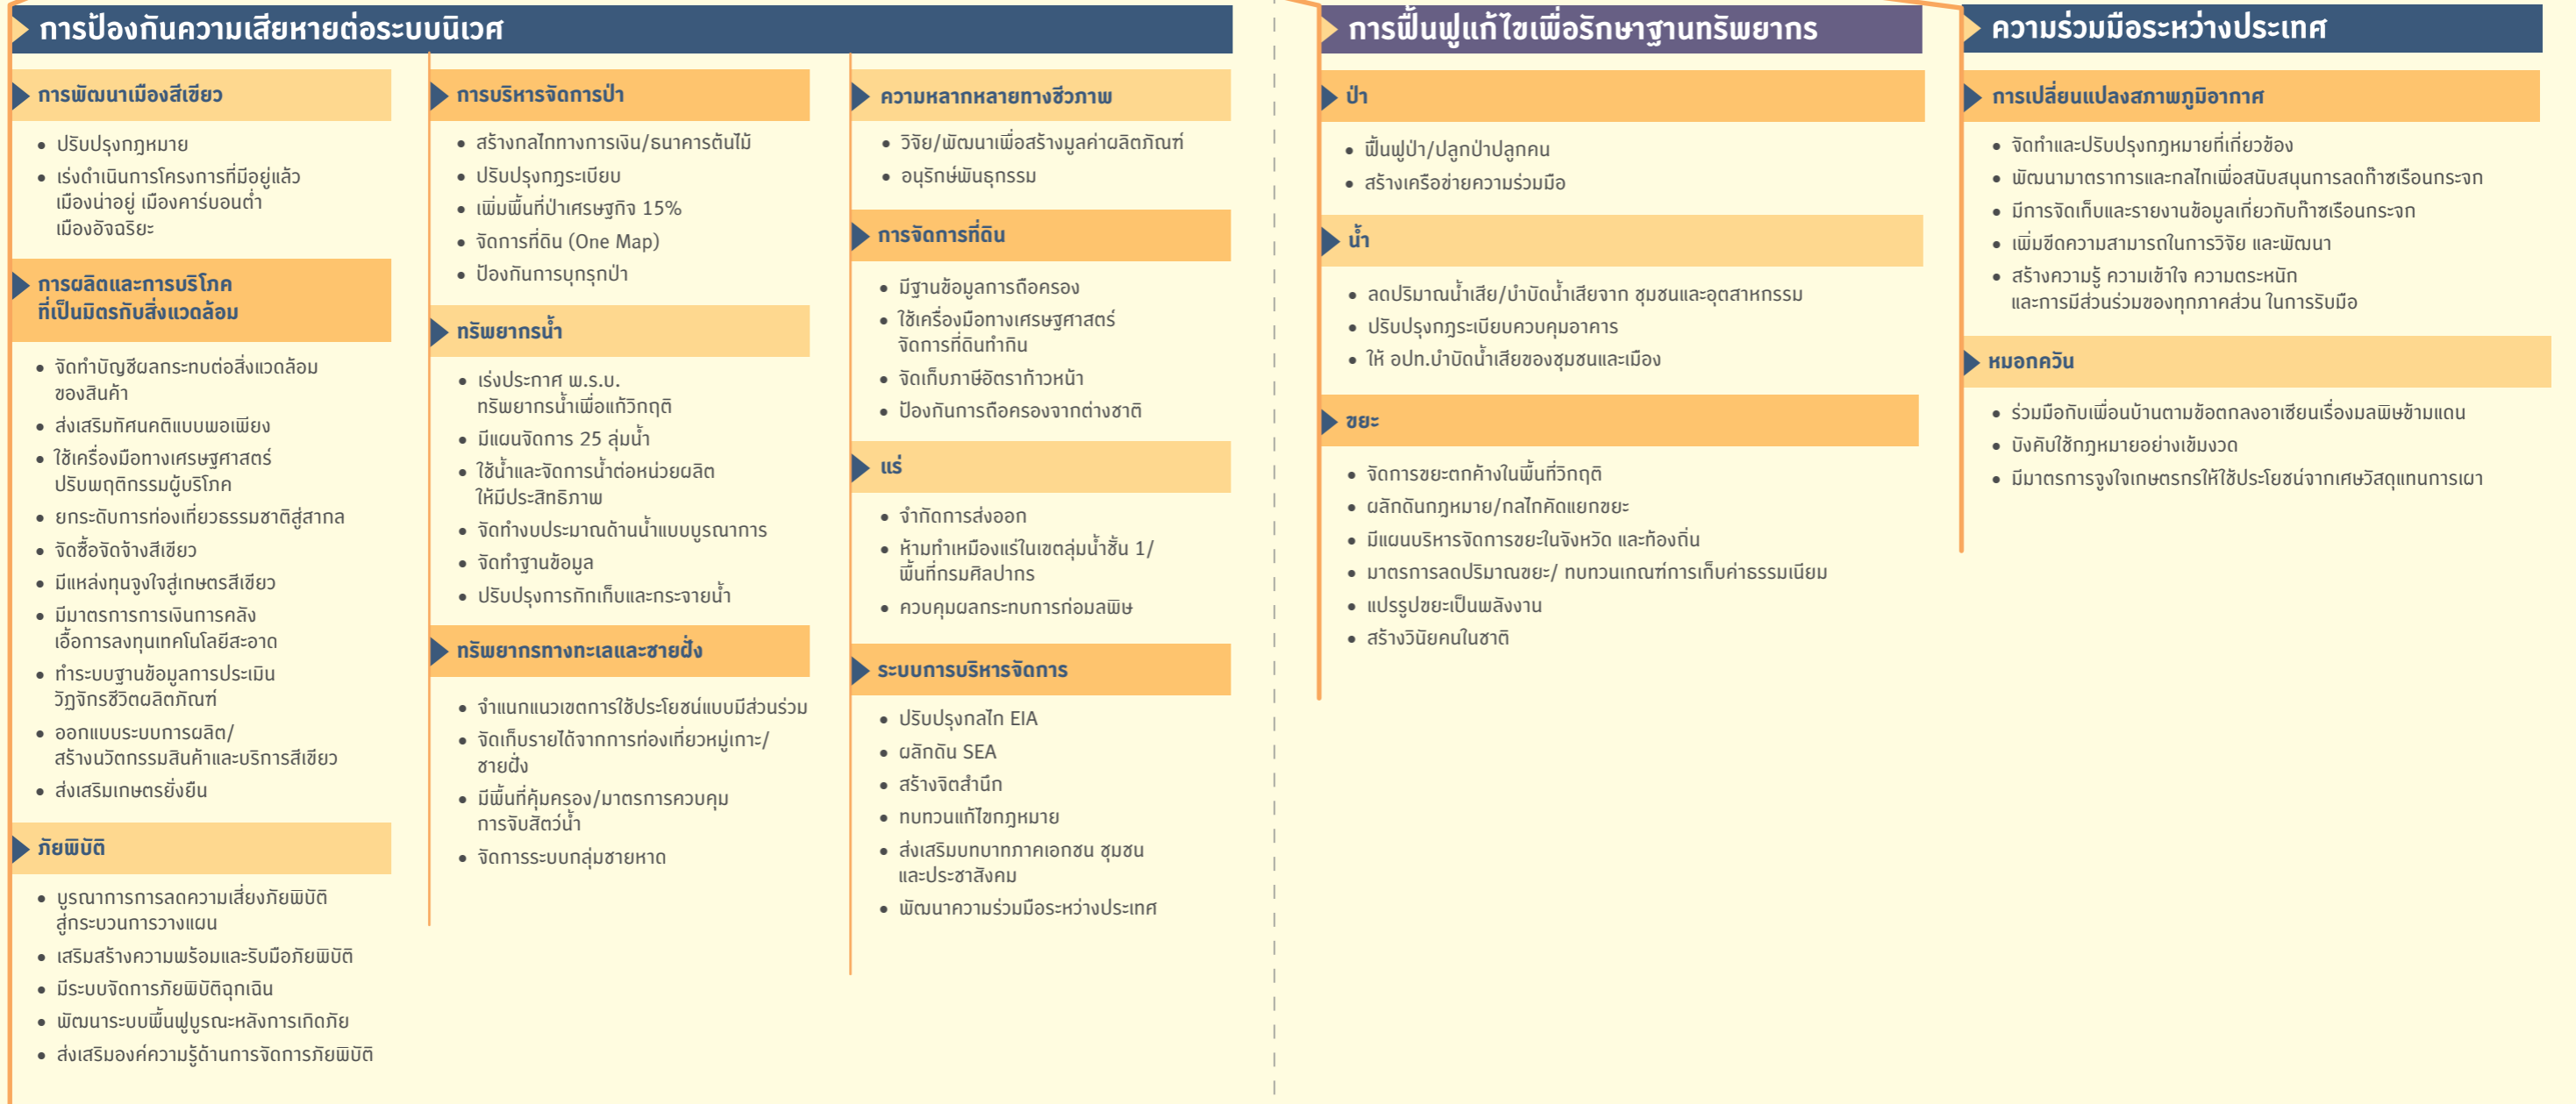 การป้องกันความเสียหายต่อระบบนิเวศ
การพัฒนาเมืองสีเขียว
• ปรับปรุงกฎหมาย
• เร่งดำเนินการโครงการที่มีอยู่แล้ว
เมืองน่าอยู่ เมืองคาร์บอนต่ำ
เมืองอัจฉริยะ
การผลิตและการบริโภค
ที่เป็นมิตรกับสิ่งแวดล้อม
• จัดทำบัญชีผลกระทบต่อสิ่งแวดล้อม
ของสินค้า
• ส่งเสริมทัศนคติแบบพอเพียง
• ใช้เครื่องมือทางเศรษฐศาสตร์
ปรับพฤติกรรมผู้บริโภค
• ยกระดับการท่องเที่ยวธรรมชาติสู่สากล
• จัดซื้อจัดจ้างสีเขียว
• มีแหล่งทุนจูงใจสู่เกษตรสีเขียว
• มีมาตรการการเงินการคลัง
เอื้อการลงทุนเทคโนโลยีสะอาด
• ทำระบบฐานข้อมูลการประเมิน
วัฏจักรชีวิตผลิตภัณฑ์
• ออกแบบระบบการผลิต/
สร้างนวัตกรรมสินค้าและบริการสีเขียว
• ส่งเสริมเกษตรยั่งยืน
ภัยพิบัติ
• บูรณาการการลดความเสี่ยงภัยพิบัติ
สู่กระบวนการวางแผน
• เสริมสร้างความพร้อมและรับมือภัยพิบัติ
• มีระบบจัดการภัยพิบัติฉุกเฉิน
• พัฒนาระบบพื้นฟูบูรณะหลังการเกิดภัย
• ส่งเสริมองค์ความรู้ด้านการจัดการภัยพิบัติ
การบริหารจัดการป่า
• สร้างกลไกทางการเงิน/ธนาคารต้นไม้
• ปรับปรุงกฎระเบียบ
• เพิ่มพื้นที่ป่าเศรษฐกิจ 15%
• จัดการที่ดิน (One Map)
• ป้องกันการบุกรุกป่า
ทรัพยากรน้ำ
• เร่งประกาศ พ.ร.บ.
ทรัพยากรน้ำเพื่อแก้วิกฤติ
• มีแผนจัดการ 25 ลุ่มน้ำ
• ใช้น้ำและจัดการน้ำต่อหน่วยผลิต
ให้มีประสิทธิภาพ
• จัดทำงบประมาณด้านน้ำแบบบูรณาการ
• จัดทำฐานข้อมูล
• ปรับปรุงการกักเก็บและกระจายน้ำ
ทรัพยากรทางทะเลและชายฝั่ง
• จำแนกแนวเขตการใช้ประโยชน์แบบมีส่วนร่วม
• จัดเก็บรายได้จากการท่องเที่ยวหมู่เกาะ/
ชายฝั่ง
• มีพื้นที่คุ้มครอง/มาตรการควบคุม
การจับสัตว์น้ำ
• จัดการระบบกลุ่มชายหาด
ความหลากหลายทางชีวภาพ
• วิจัย/พัฒนาเพื่อสร้างมูลค่าผลิตภัณฑ์
• อนุรักษ์พันธุกรรม
การจัดการที่ดิน
• มีฐานข้อมูลการถือครอง
• ใช้เครื่องมือทางเศรษฐศาสตร์
จัดการที่ดินทำกิน
• จัดเก็บภาษีอัตราก้าวหน้า
• ป้องกันการถือครองจากต่างชาติ
แร่
• จำกัดการส่งออก
• ห้ามทำเหมืองแร่ในเขตลุ่มน้ำชั้น 1/
พื้นที่กรมศิลปากร
• ควบคุมผลกระทบการก่อมลพิษ
ระบบการบริหารจัดการ
• ปรับปรุงกลไก EIA
• ผลักดัน SEA
• สร้างจิตสำนึก
• ทบทวนแก้ไขกฎหมาย
• ส่งเสริมบทบาทภาคเอกชน ชุมชน
และประชาสังคม
• พัฒนาความร่วมมือระหว่างประเทศ
การฟื้นฟูแก้ไขเพื่อรักษาฐานทรัพยากร
ป่า
• ฟื้นฟูป่า/ปลูกป่าปลูกคน
• สร้างเครือข่ายความร่วมมือ
น้ำ
• ลดปริมาณน้ำเสีย/บำบัดน้ำเสียจาก ชุมชนและอุตสาหกรรม
• ปรับปรุงกฎระเบียบควบคุมอาคาร
• ให้ อปท.บำบัดน้ำเสียของชุมชนและเมือง
ขยะ
• จัดการขยะตกค้างในพื้นที่วิกฤติ
• ผลักดันกฎหมาย/กลไกคัดแยกขยะ
• มีแผนบริหารจัดการขยะในจังหวัด และท้องถิ่น
• มาตรการลดปริมาณขยะ/ ทบทวนเกณฑ์การเก็บค่าธรรมเนียม
• แปรรูปขยะเป็นพลังงาน
• สร้างวินัยคนในชาติ
ความร่วมมือระหว่างประเทศ
การเปลี่ยนแปลงสภาพภูมิอากาศ
• จัดทำและปรับปรุงกฎหมายที่เกี่ยวข้อง
• พัฒนามาตราการและกลไกเพื่อสนับสนุนการลดก๊าซเรือนกระจก
• มีการจัดเก็บและรายงานข้อมูลเกี่ยวกับก๊าซเรือนกระจก
• เพิ่มขีดความสามารถในการวิจัย และพัฒนา
• สร้างความรู้ ความเข้าใจ ความตระหนัก
และการมีส่วนร่วมของทุกภาคส่วน ในการรับมือ
หมอกควัน
• ร่วมมือกับเพื่อนบ้านตามข้อตกลงอาเซียนเรื่องมลพิษข้ามแดน
• บังคับใช้กฎหมายอย่างเข้มงวด
• มีมาตรการจูงใจเกษตรกรให้ใช้ประโยชน์จากเศษวัสดุแทนการเผา